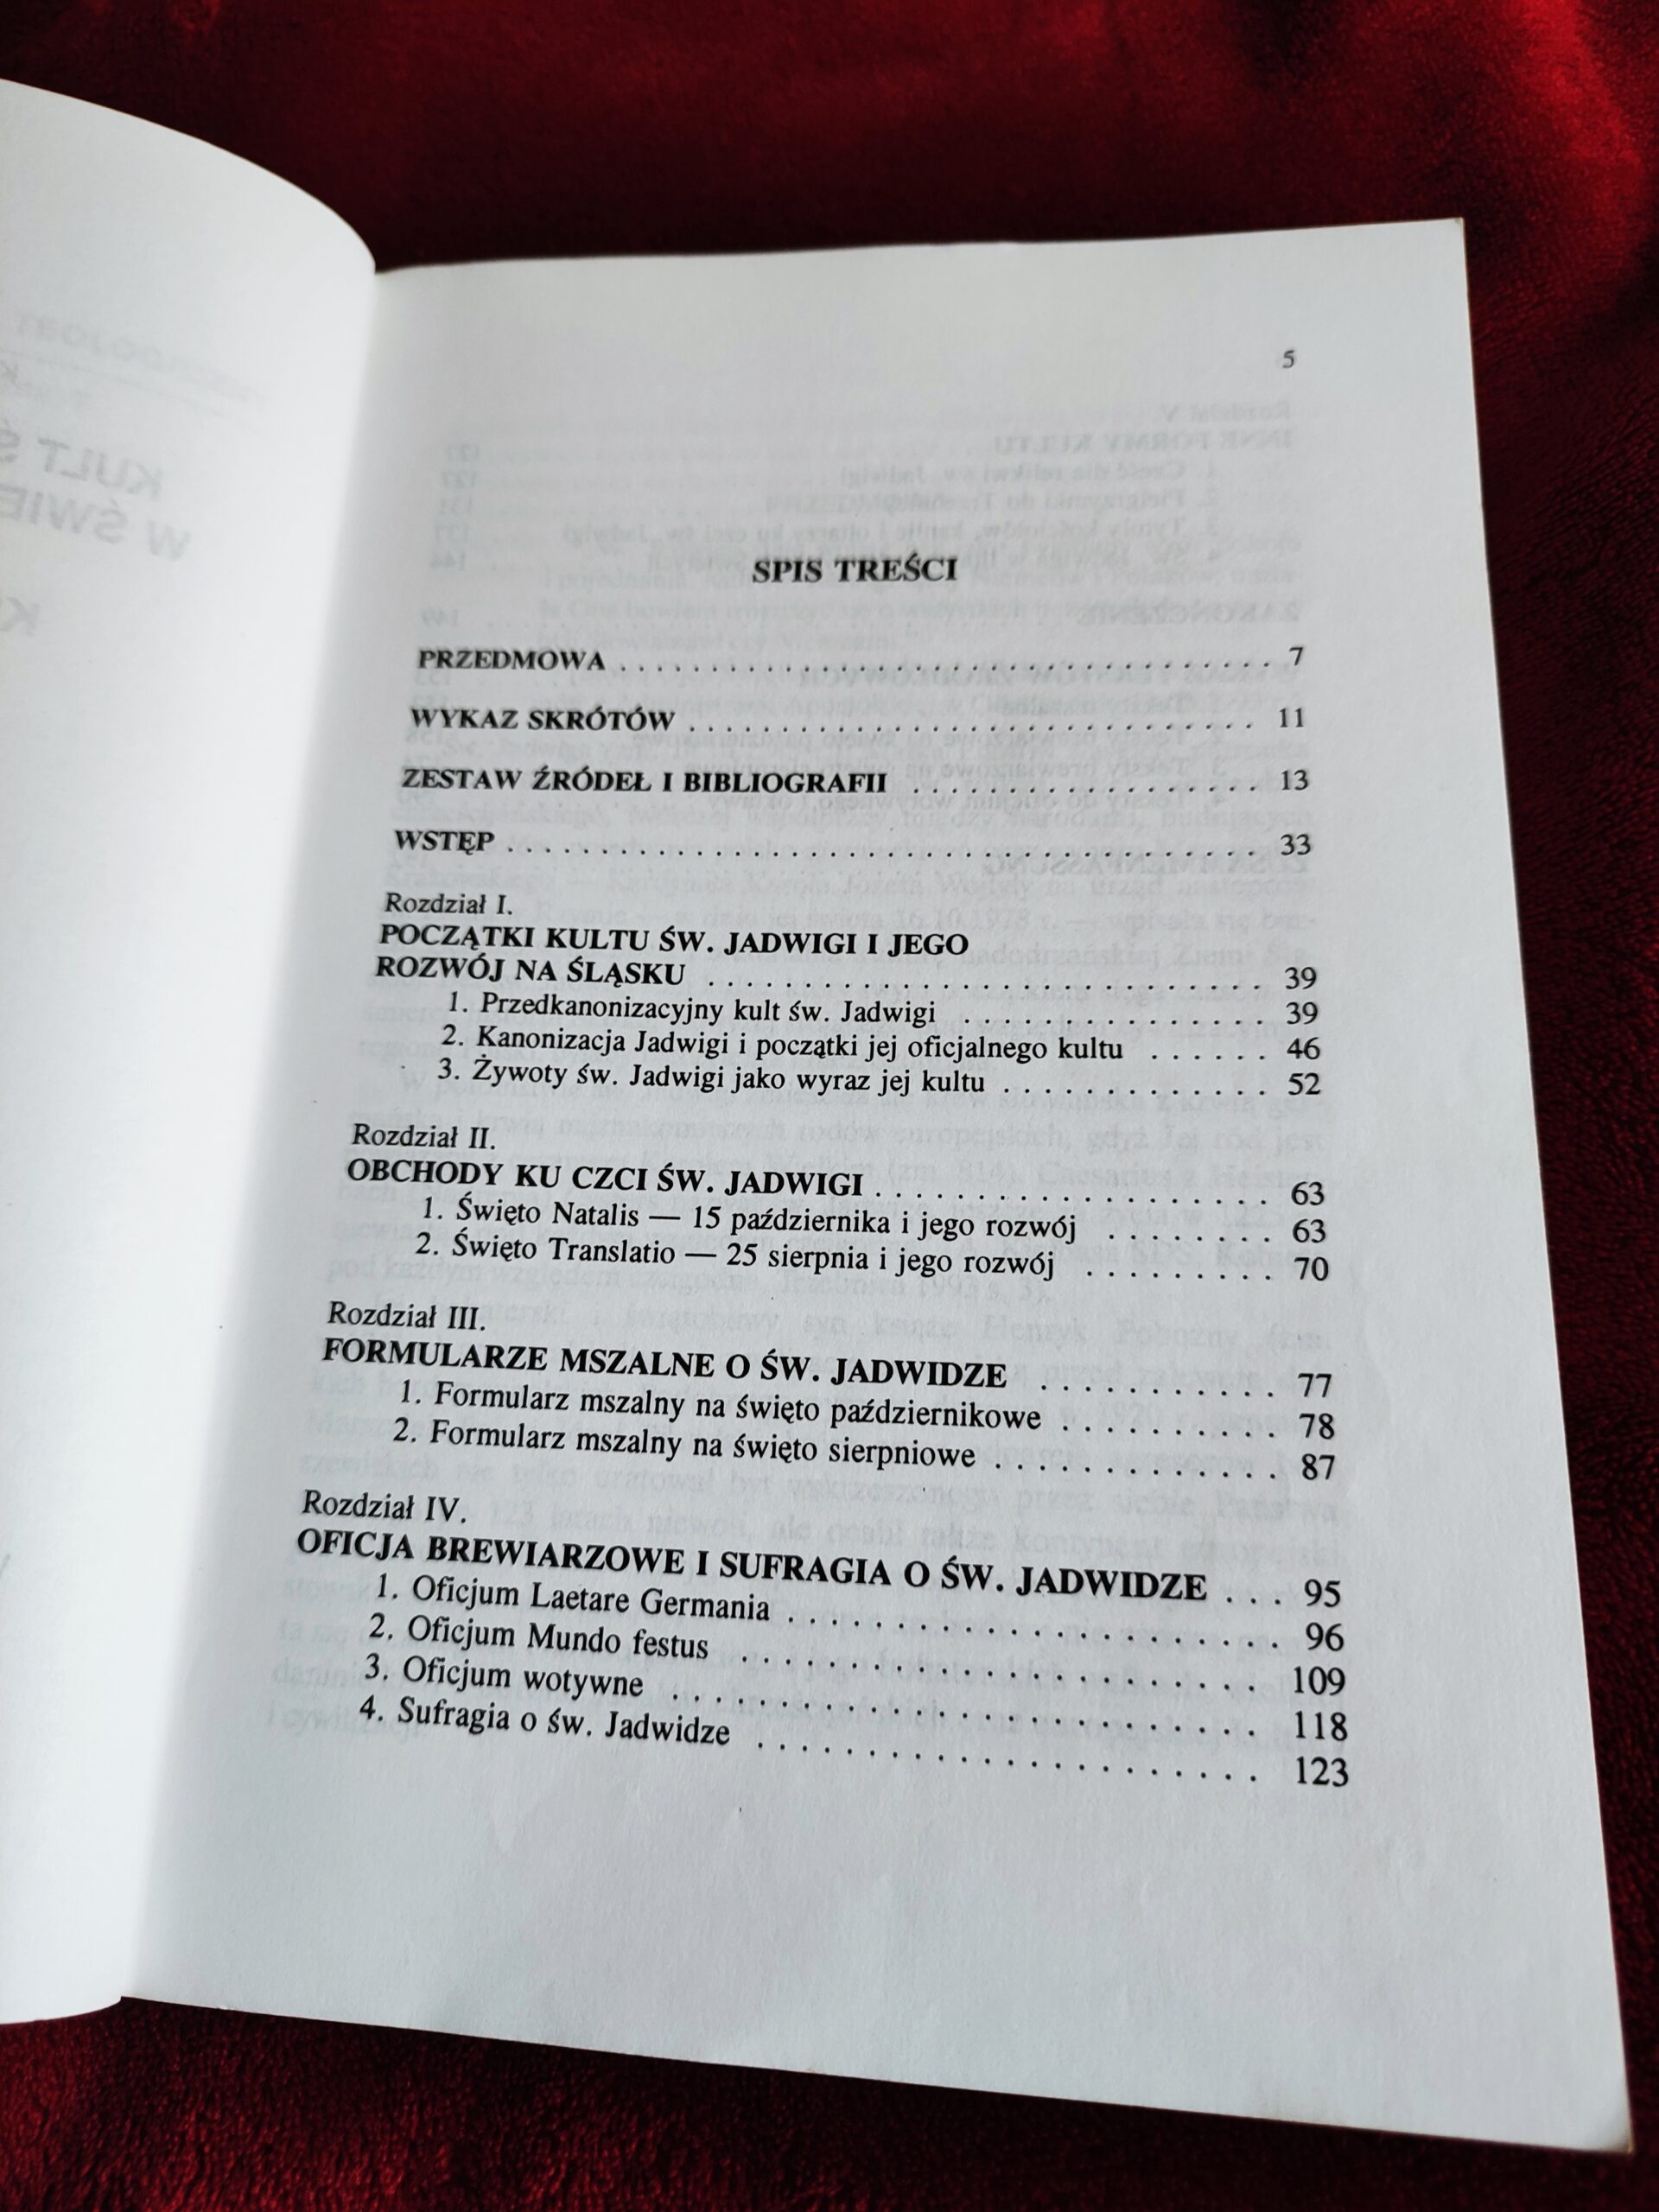 5
SPIS TREŚCI
PRZEDMOWA . . . . . . . . . . . . . . . . . . . . . . . . . . . . . . . . . . 7
WYKAZ SKRÓTÓW . . . . . . . . . . . . . . . . . . . . . . . . . . . . . 11
ZESTAW ŹRÓDEŁ I BIBLIOGRAFII . . . . . . . . . . . . . . . . . . 13
WSTĘP . . . . . . . . . . . . . . . . . . . . . . . . . . . . . . . . . . . . . . 33
Rozdział I.
POCZĄTKI KULTU ŚW. JADWIGI I JEGO
ROZWÓJ NA ŚLĄSKU . . . . . . . . . . . . . . . . . . . . . . . . . . . . 39
1. Przedkanonizacyjny kult św. Jadwigi . . . . . . . . . . . . . . . 39
2. Kanonizacja Jadwigi i początki jej oficjalnego kultu . . . . . . 46
3. Żywoty św. Jadwigi jako wyraz jej kultu . . . . . . . . . . . . . 52
Rozdział II.
OBCHODY KU CZCI ŚW. JADWIGI . . . . . . . . . . . . . . . . . . . 63
1. Święto Natalis — 15 października i jego rozwój . . . . . . . . 63
2. Święto Translatio — 25 sierpnia i jego rozwój . . . . . . . . . 70
Rozdział III.
FORMULARZE MSZALNE O ŚW. JADWIDZE . . . . . . . . . . . 77
1. Formularz mszalny na święto październikowe . . . . . . . . . . 78
2. Formularz mszalny na święto sierpniowe . . . . . . . . . . . . . 87
Rozdział IV.
OFICJA BREWIARZOWE I SUFRAGIA O ŚW. JADWIDZE . . . 95
1. Oficjum Laetare Germania . . . . . . . . . . . . . . . . . . . . . . 96
2. Oficjum Mundo festus . . . . . . . . . . . . . . . . . . . . . . . 109
3. Oficjum wotywne . . . . . . . . . . . . . . . . . . . . . . . . . . 118
4. Sufragia o św. Jadwidze . . . . . . . . . . . . . . . . . . . . . . 123